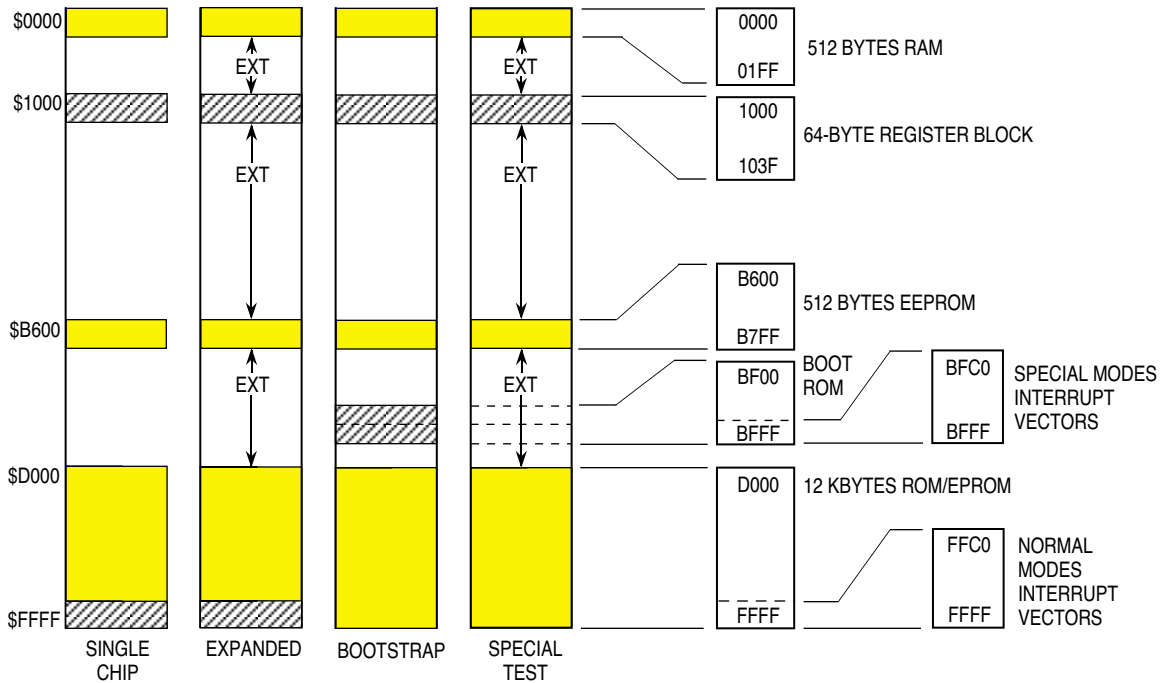 $0000
$1000
$B600
$D000
$FFFF
EXT
EXT
EXT
EXT
EXT
EXT
SINGLE
CHIP
EXPANDED
BOOTSTRAP
SPECIAL
TEST
0000
01FF
512 BYTES RAM
1000
103F
64-BYTE REGISTER BLOCK
B600
B7FF
512 BYTES EEPROM
BF00
BFFF
BOOT
ROM
BFC0
BFFF
SPECIAL MODES
INTERRUPT
VECTORS
D000
FFFF
12 KBYTES ROM/EPROM
FFC0
FFFF
NORMAL
MODES
INTERRUPT
VECTORS